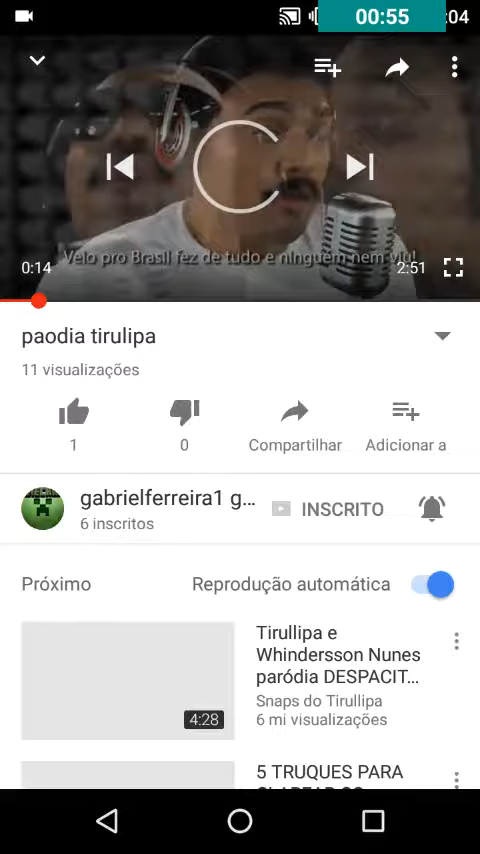 00:55
:04
Veio pro Brasil fez de tudo e ninguém nem viu!
0:14
2:51
paodia tirulipa
11 visualizações
1
0
Compartilhar
Adicionar a
gabrielferreira1 g...
INSCRITO
6 inscritos
Próximo
Reprodução automática
Tirullipa e
Whindersson Nunes
paródia DESPACIT...
Snaps do Tirullipa
6 mi visualizações
4:28
5 TRUQUES PARA